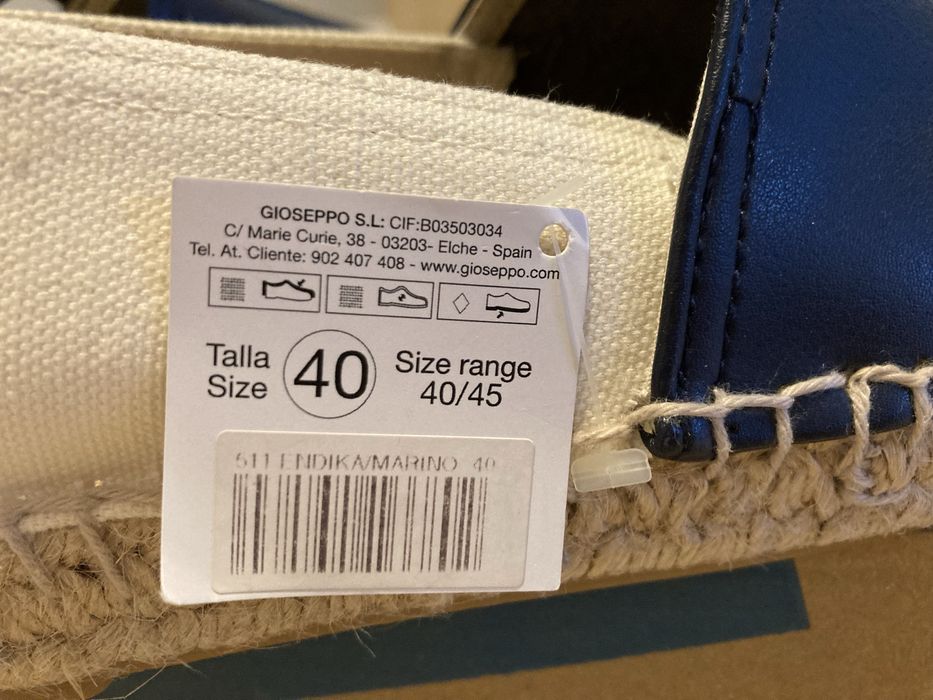 GIOSEPPO S.L: CIF:B03503034
C/ Marie Curie, 38 - 03203- Elche - Spain
Tel. At. Cliente: 902 407 408 - www.gioseppo.com
Talla
Size
40
Size range
40/45
511 ENDIKA/MARINO 40